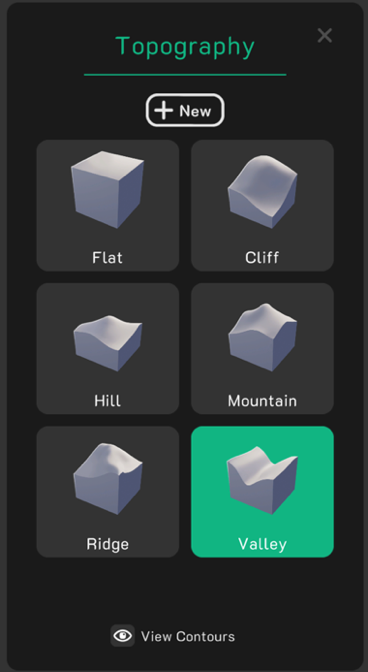 Topography
New
Flat
Cliff
Hill
Mountain
Ridge
Valley
View Contours